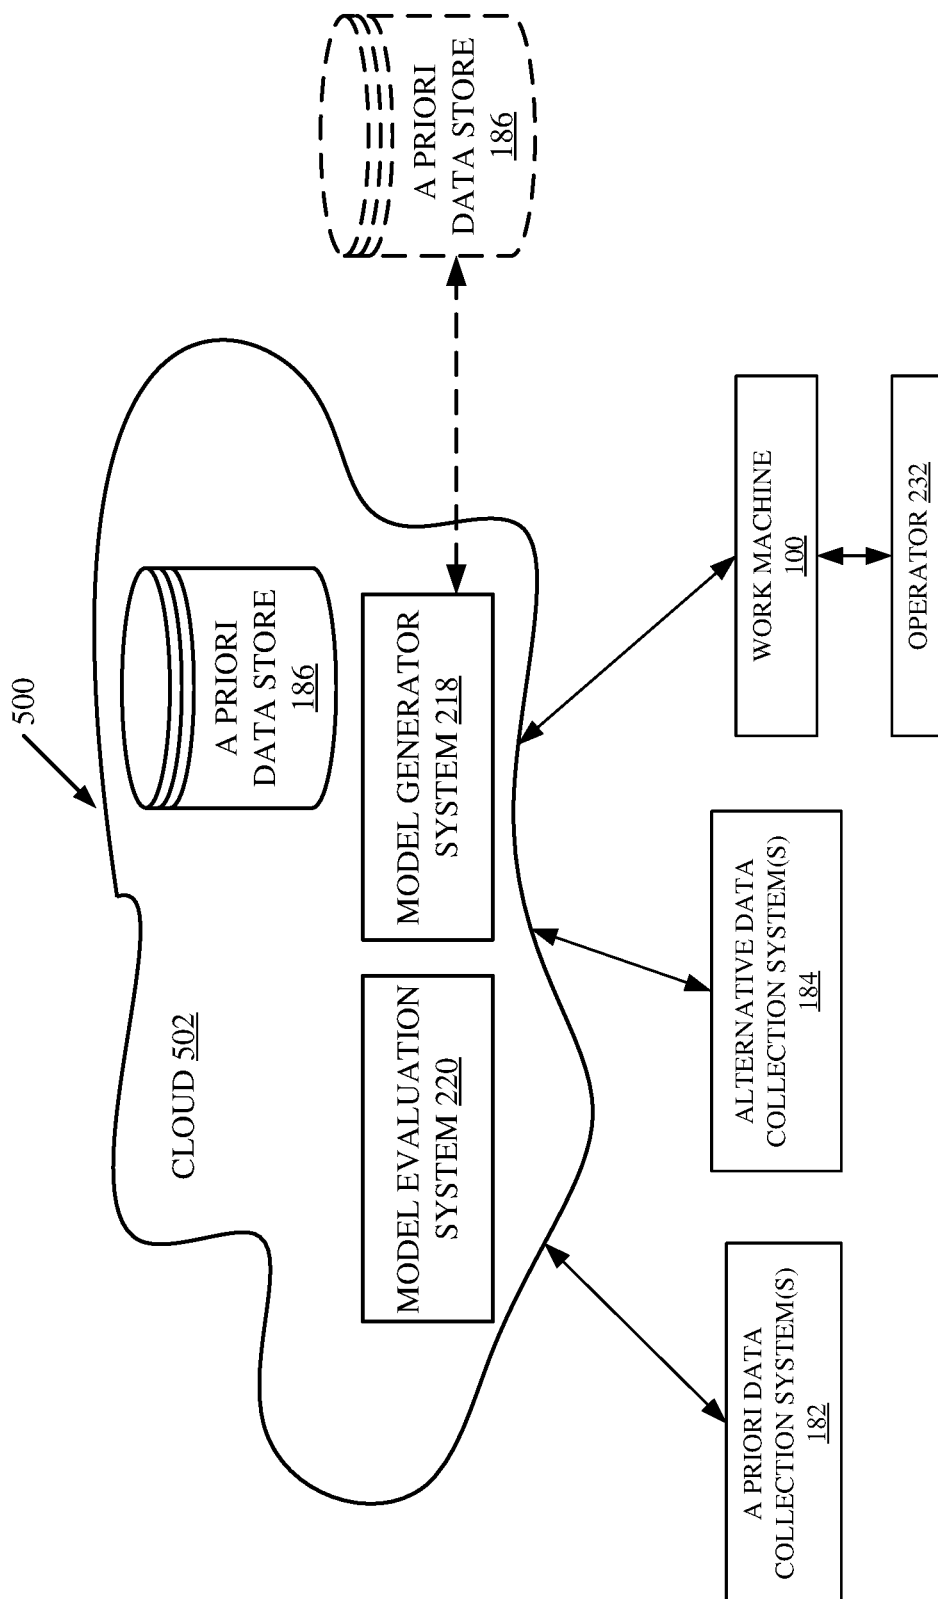 500
CLOUD 502
A PRIORI
DATA STORE
186
A PRIORI
DATA STORE
186
MODEL EVALUATION
SYSTEM 220
MODEL GENERATOR
SYSTEM 218
A PRIORI DATA
COLLECTION SYSTEM(S)
182
ALTERNATIVE DATA
COLLECTION SYSTEM(S)
184
WORK MACHINE
100
OPERATOR 232